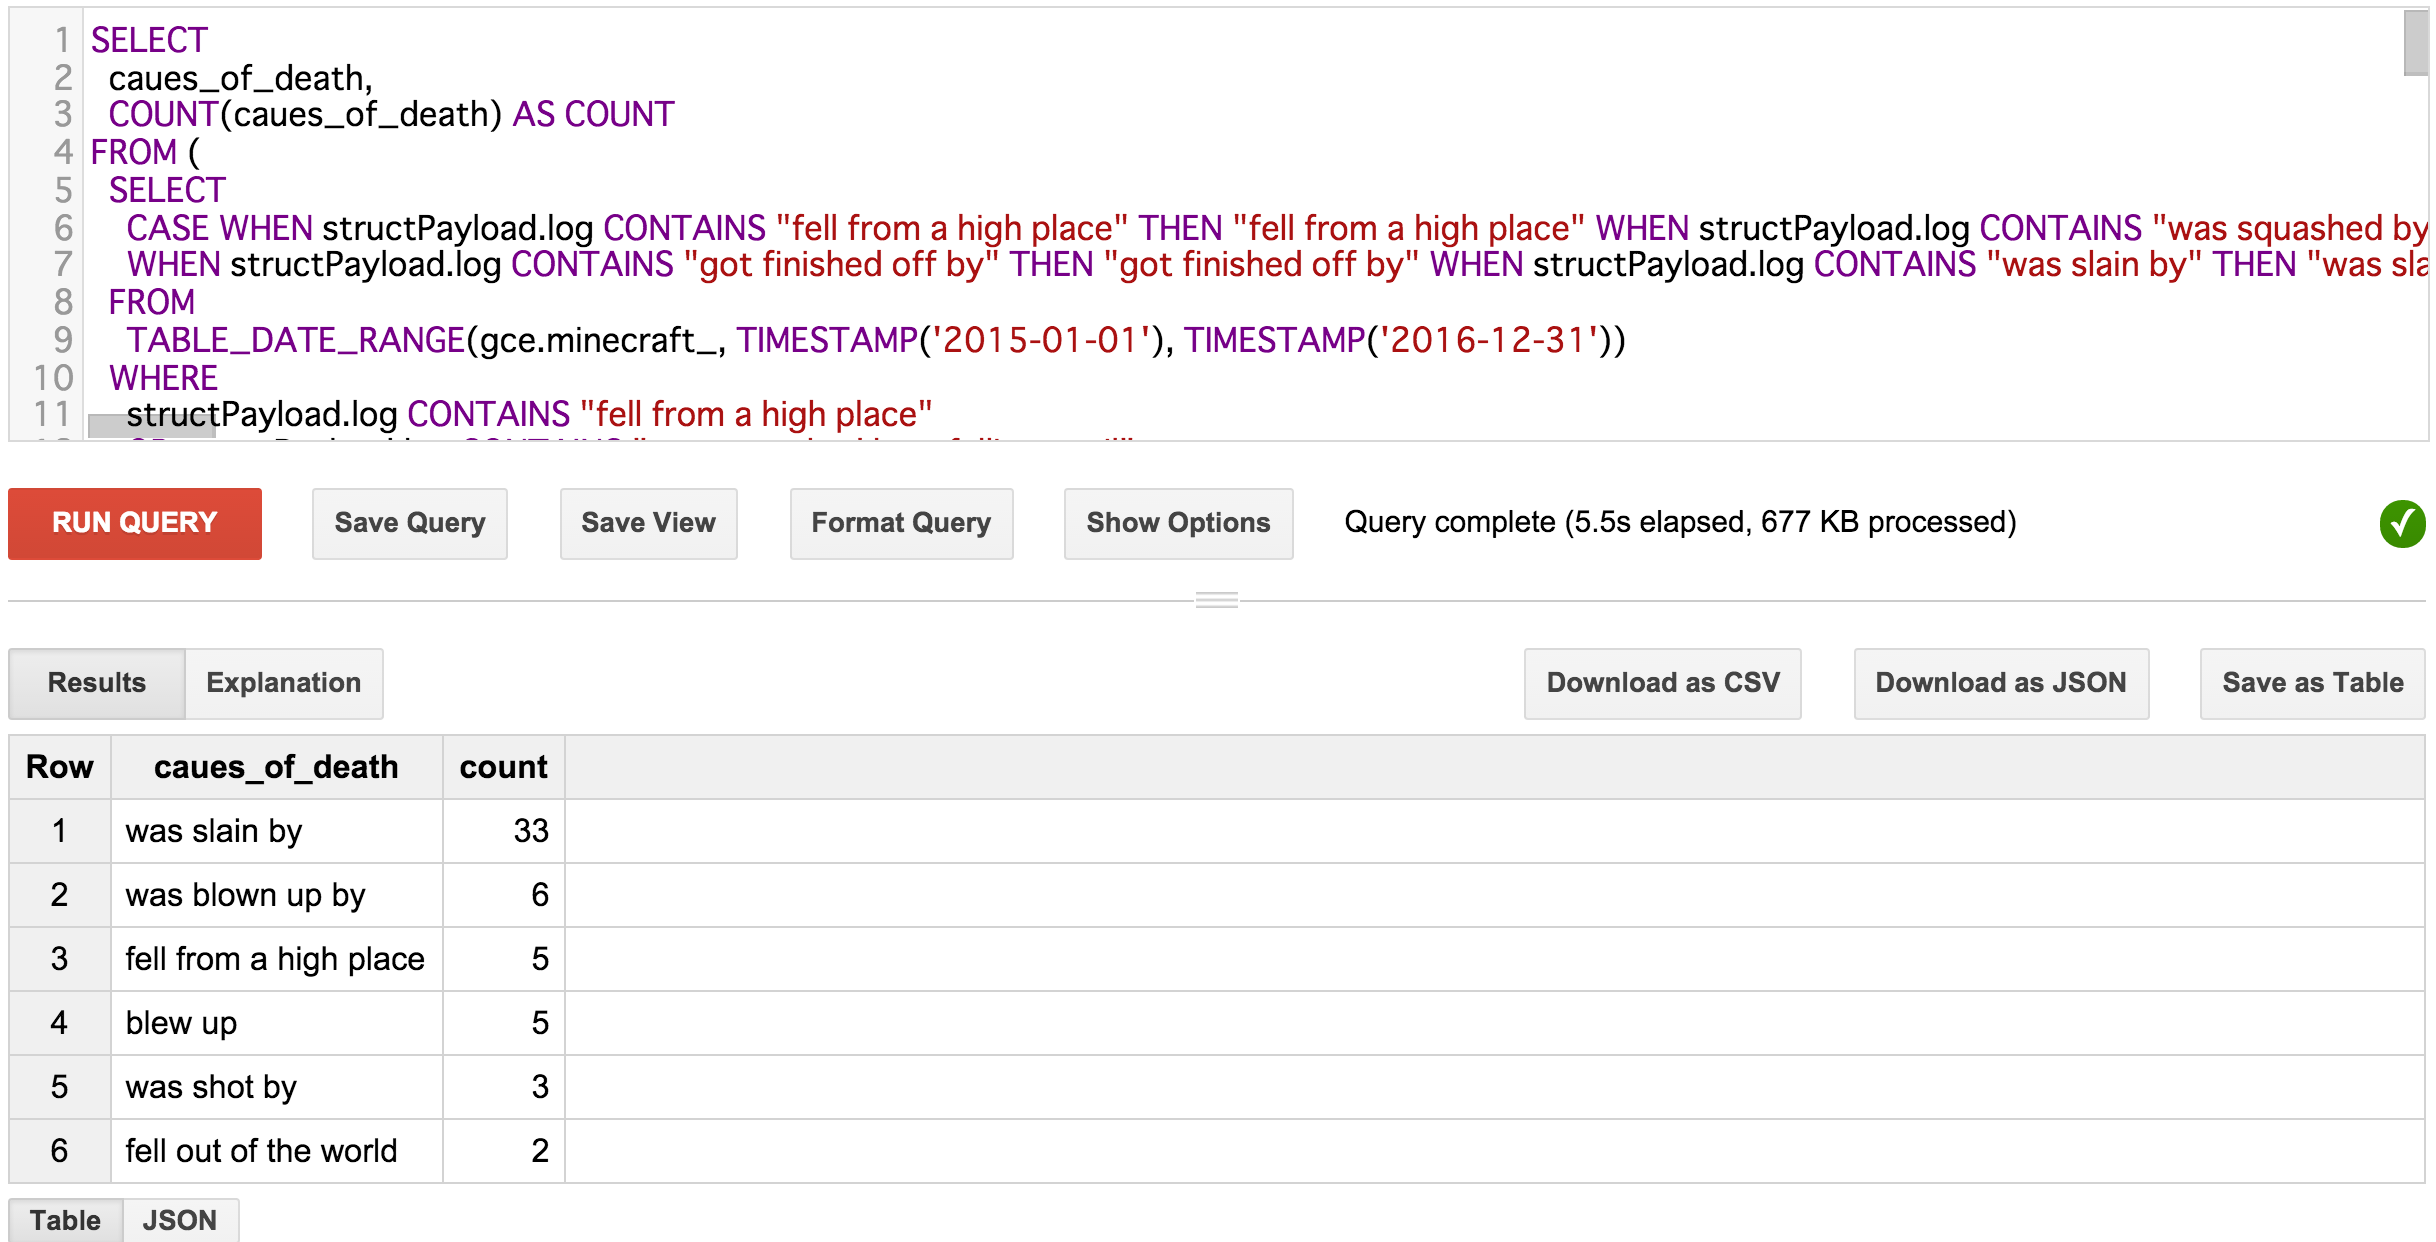 1 SELECT
2 caues_of_death,
3 COUNT(caues_of_death) AS COUNT
4 FROM (
5 SELECT
6 CASE WHEN structPayload.log CONTAINS "fell from a high place" THEN "fell from a high place" WHEN structPayload.log CONTAINS "was squashed by
7 WHEN structPayload.log CONTAINS "got finished off by" THEN "got finished off by" WHEN structPayload.log CONTAINS "was slain by" THEN "was sla
8 FROM
9 TABLE_DATE_RANGE(gce.minecraft_, TIMESTAMP('2015-01-01'), TIMESTAMP('2016-12-31'))
10 WHERE
11 structPayload.log CONTAINS "fell from a high place"
RUN QUERY Save Query Save View Format Query Show Options Query complete (5.5s elapsed, 677 KB processed)
Results Explanation Download as CSV Download as JSON Save as Table
Row caues_of_death count
1 was slain by 33
2 was blown up by 6
3 fell from a high place 5
4 blew up 5
5 was shot by 3
6 fell out of the world 2
Table JSON